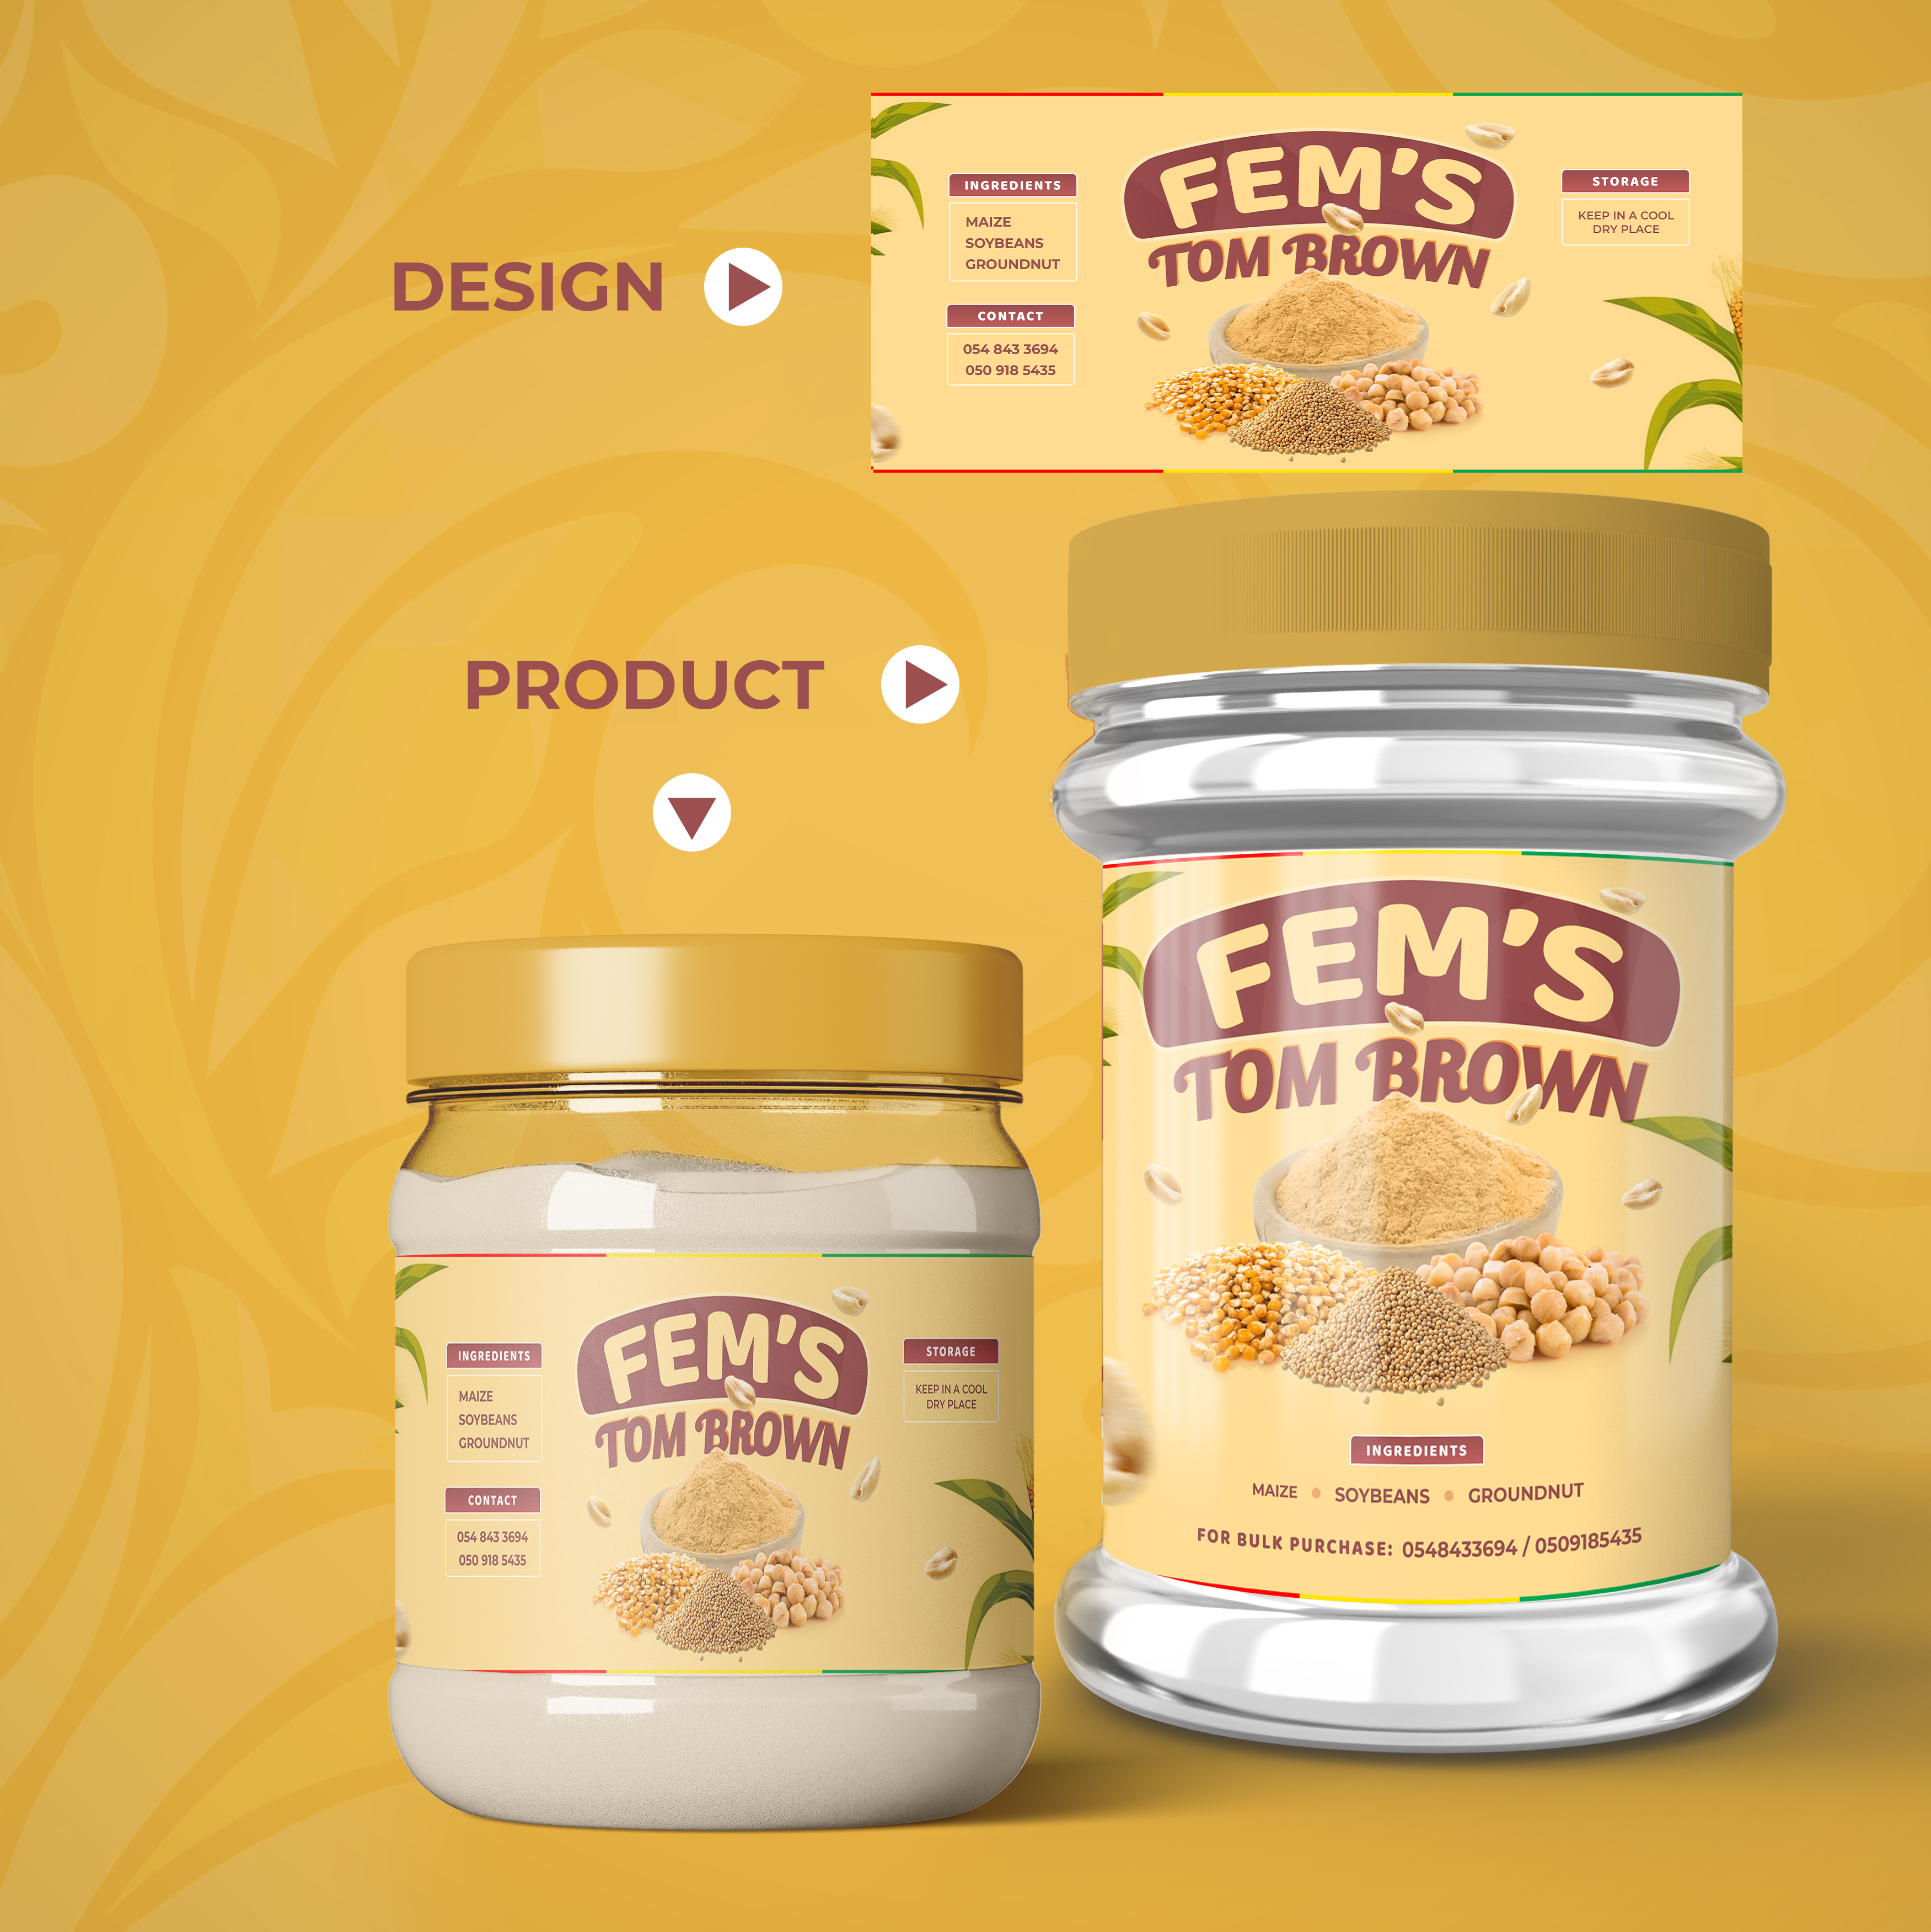 DESIGN
FEM'S
TOM BROWN
INGREDIENTS
MAIZE
SOYBEANS
GROUNDNUT
CONTACT
054 843 3694
050 918 5435
STORAGE
KEEP IN A COOL
DRY PLACE
PRODUCT
FEM'S
TOM BROWN
INGREDIENTS
MAIZE • SOYBEANS • GROUNDNUT
FOR BULK PURCHASE: 0548433694 / 0509185435
FEM'S
TOM BROWN
INGREDIENTS
MAIZE
SOYBEANS
GROUNDNUT
CONTACT
054 843 3694
050 918 5435
STORAGE
KEEP IN A COOL
DRY PLACE